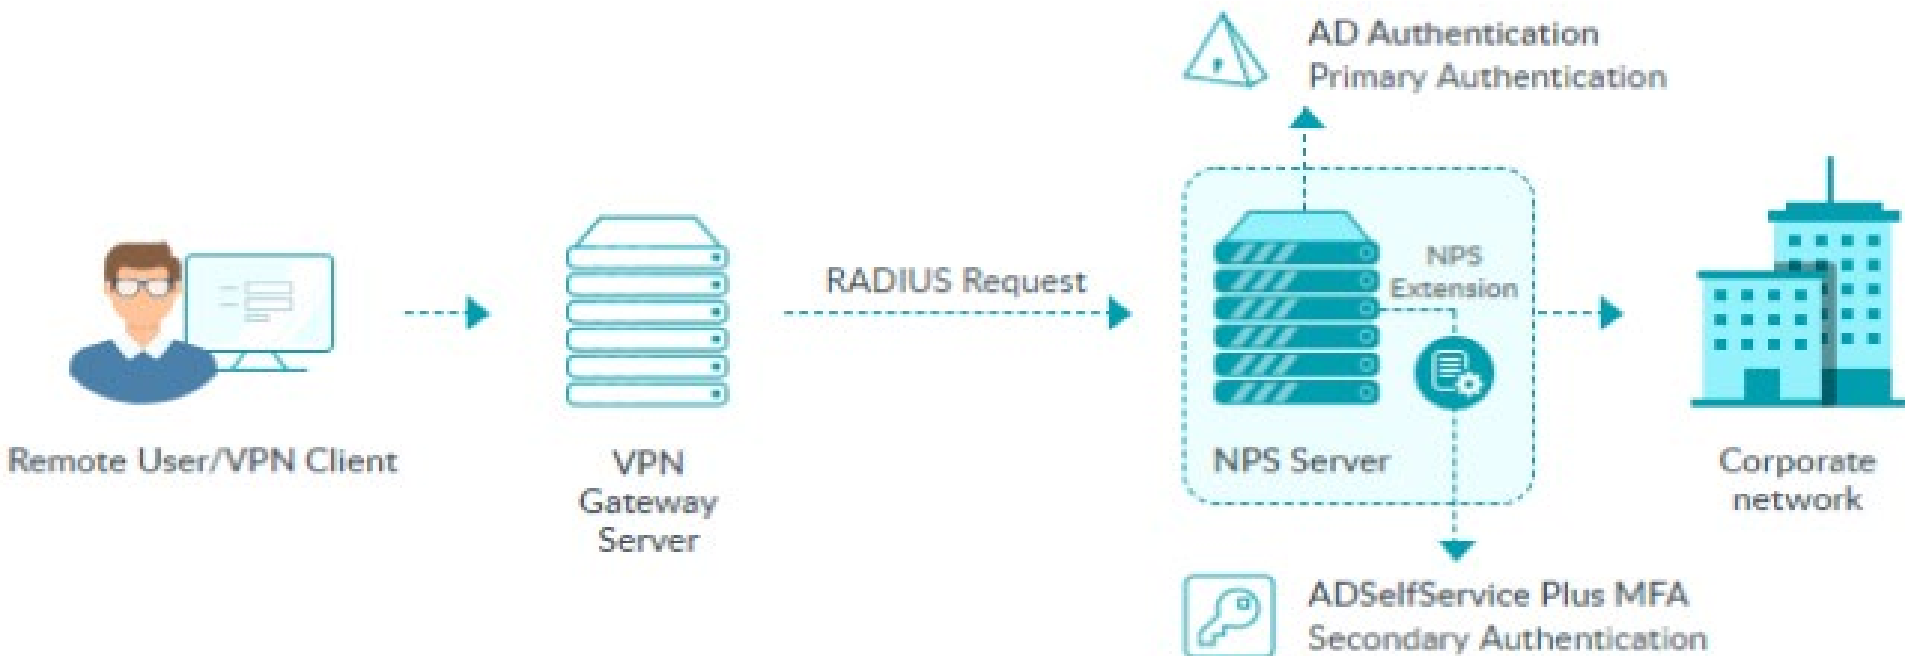 AD Authentication
Primary Authentication
RADIUS Request
NPS
Extension
Remote User/VPN Client
VPN
Gateway
Server
NPS Server
Corporate
network
ADSelfService Plus MFA
Secondary Authentication